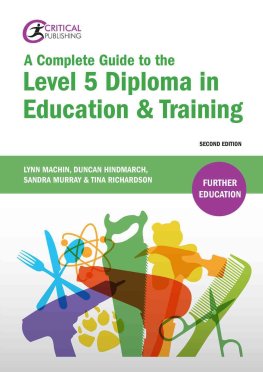 CRITICAL
PUBLISHING
A Complete Guide to the
Level 5 Diploma in
Education & Training
SECOND EDITION
LYNN MACHIN, DUNCAN HINDMARCH,
SANDRA MURRAY & TINA RICHARDSON
FURTHER
EDUCATION